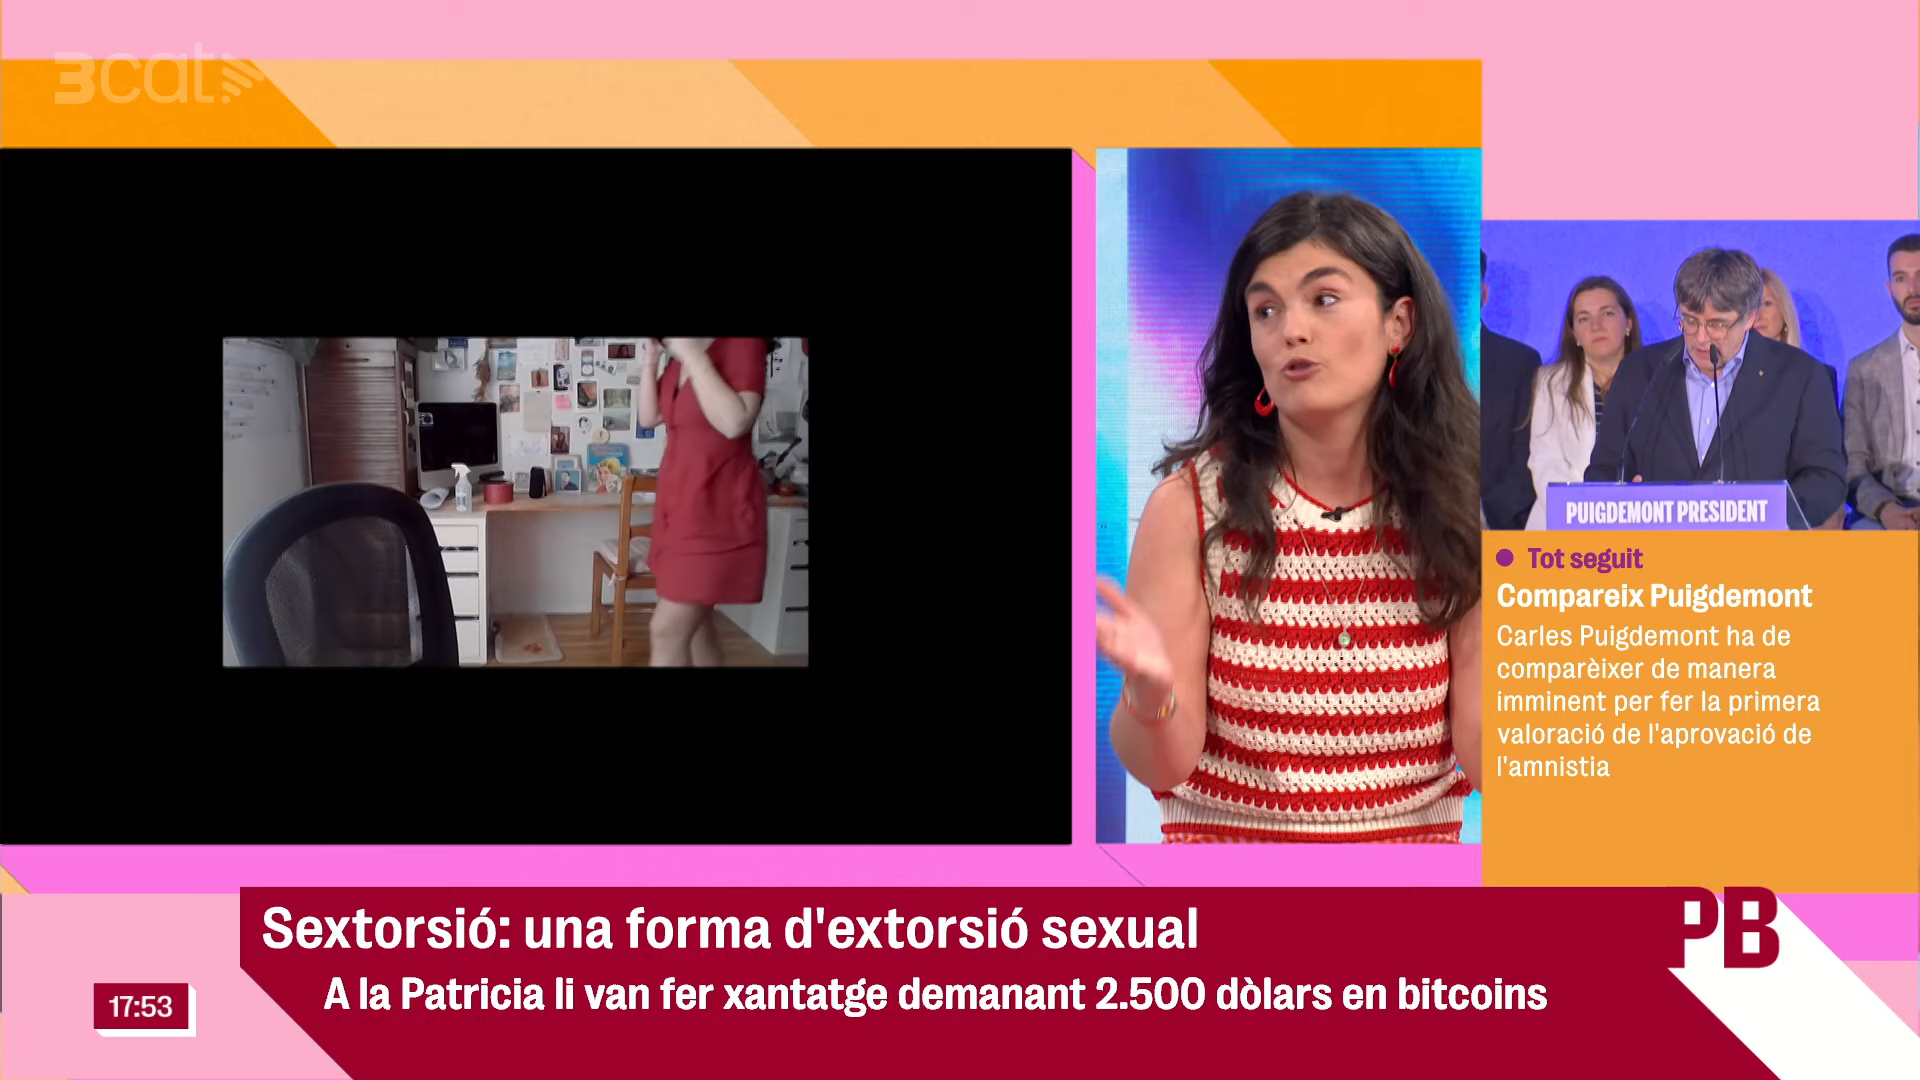 3cat
PUIGDEMONT PRESIDENT
Tot seguit
Compareix Puigdemont
Carles Puigdemont ha de
comparèixer de manera
imminent per fer la primera
valoració de l'aprovació de
l'amnistia
Sextorsió: una forma d'extorsió sexual
A la Patricia li van fer xantatge demanant 2.500 dòlars en bitcoins
PB
17:53